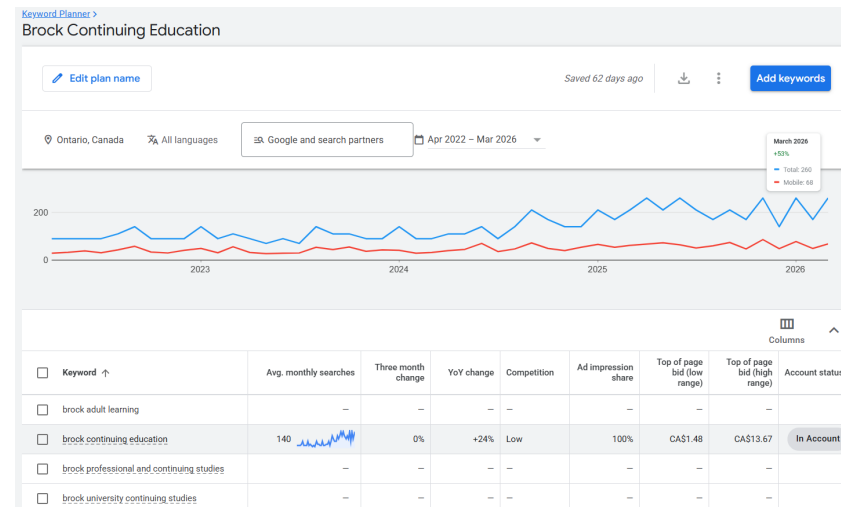 Keyword Planner >
Brock Continuing Education
Edit plan name
Saved 62 days ago
Add keywords
Ontario, Canada
All languages
Google and search partners
Apr 2022 – Mar 2026
March 2026
+53%
Total: 260
Mobile: 68
200
0
2023 2024 2025 2026
Columns
Keyword Avg. monthly searches Three month change YoY change Competition Ad impression share Top of page bid (low range) Top of page bid (high range) Account status
brock adult learning – – – – – – –
brock continuing education 140 0% +24% Low 100% CA$1.48 CA$13.67 In Account
brock professional and continuing studies – – – – – – –
brock university continuing studies – – – – – – –